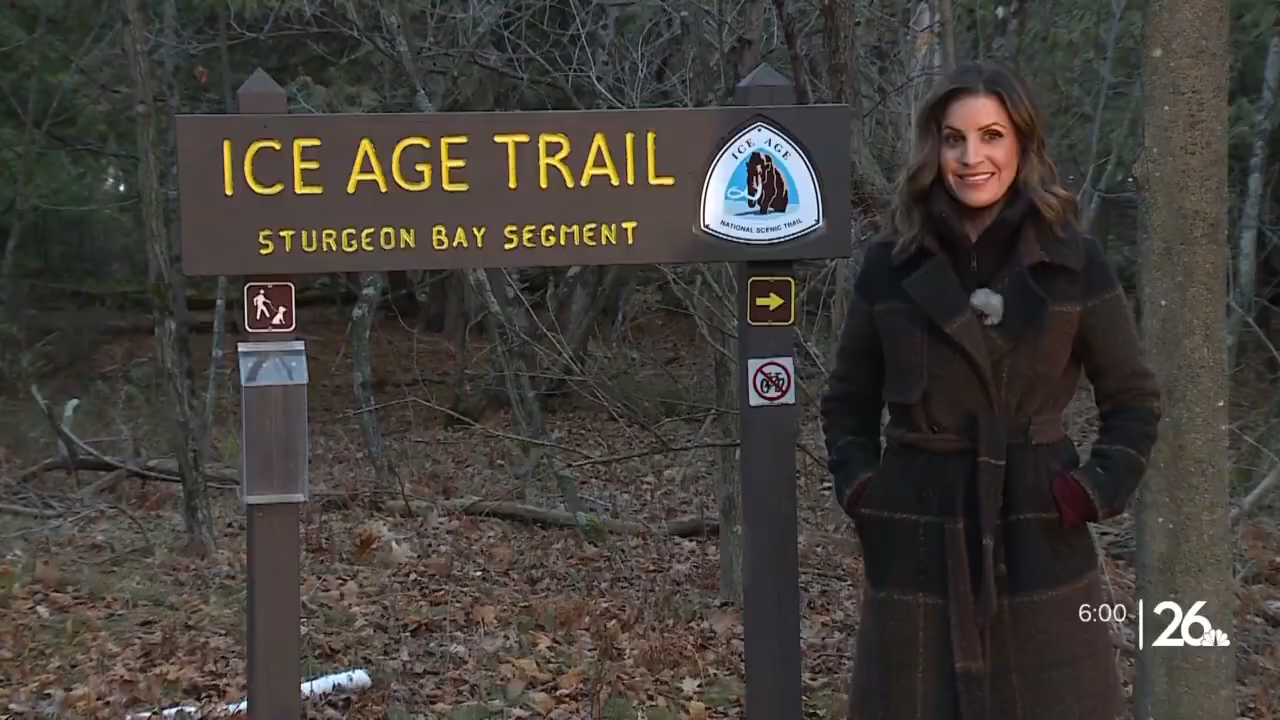 ICE AGE TRAIL
STURGEON BAY SEGMENT
ICE AGE
NATIONAL SCENIC TRAIL
6:00
26